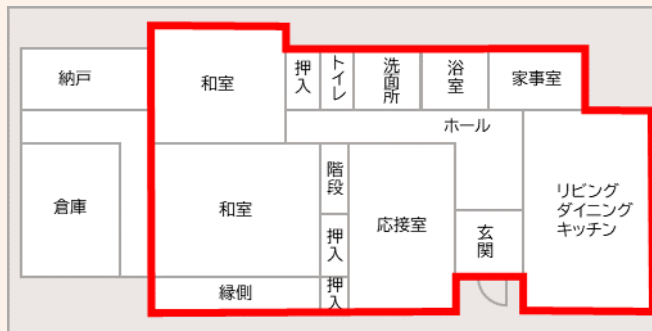 納戸
和室
押入
トイレ
洗面所
浴室
家事室
ホール
倉庫
和室
階段
押入
応接室
玄関
リビング
ダイニング
キッチン
縁側
押入